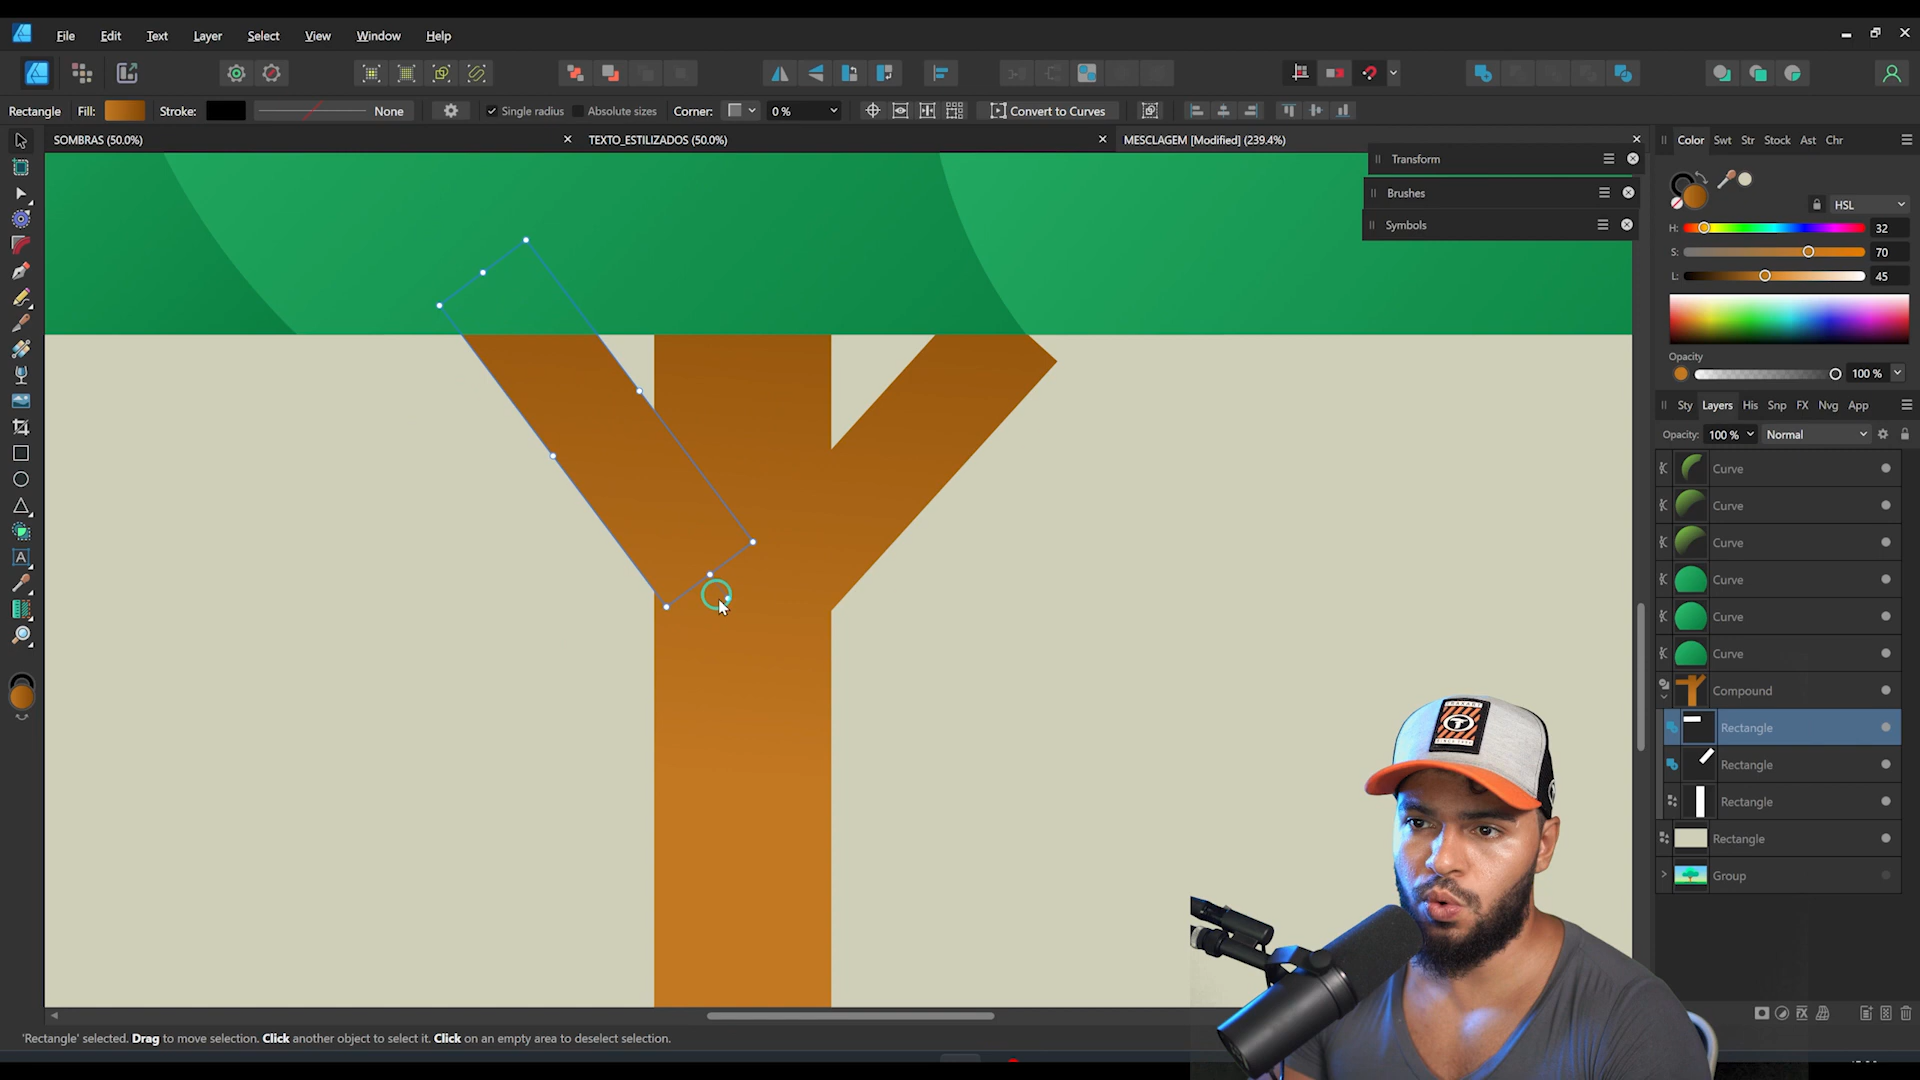 File Edit Text Layer Select View Window Help
Rectangle Fill: Stroke: None Single radius Absolute sizes Corner: 0 % Convert to Curves
SOMBRAS (50.0%) TEXTO_ESTILIZADOS (50.0%) MESCLAGEM [Modified] (239.4%)
Transform
Brushes
Symbols
Color Swt Str Stock Ast Chr
HSL
H: 32
S: 70
L: 45
Opacity
100 %
Sty Layers His Snp FX Nvg App
Opacity: 100 % Normal
Curve
Curve
Curve
Curve
Curve
Curve
Compound
Rectangle
Rectangle
Rectangle
Rectangle
Group
'Rectangle' selected. Drag to move selection. Click another object to select it. Click on an empty area to deselect selection.